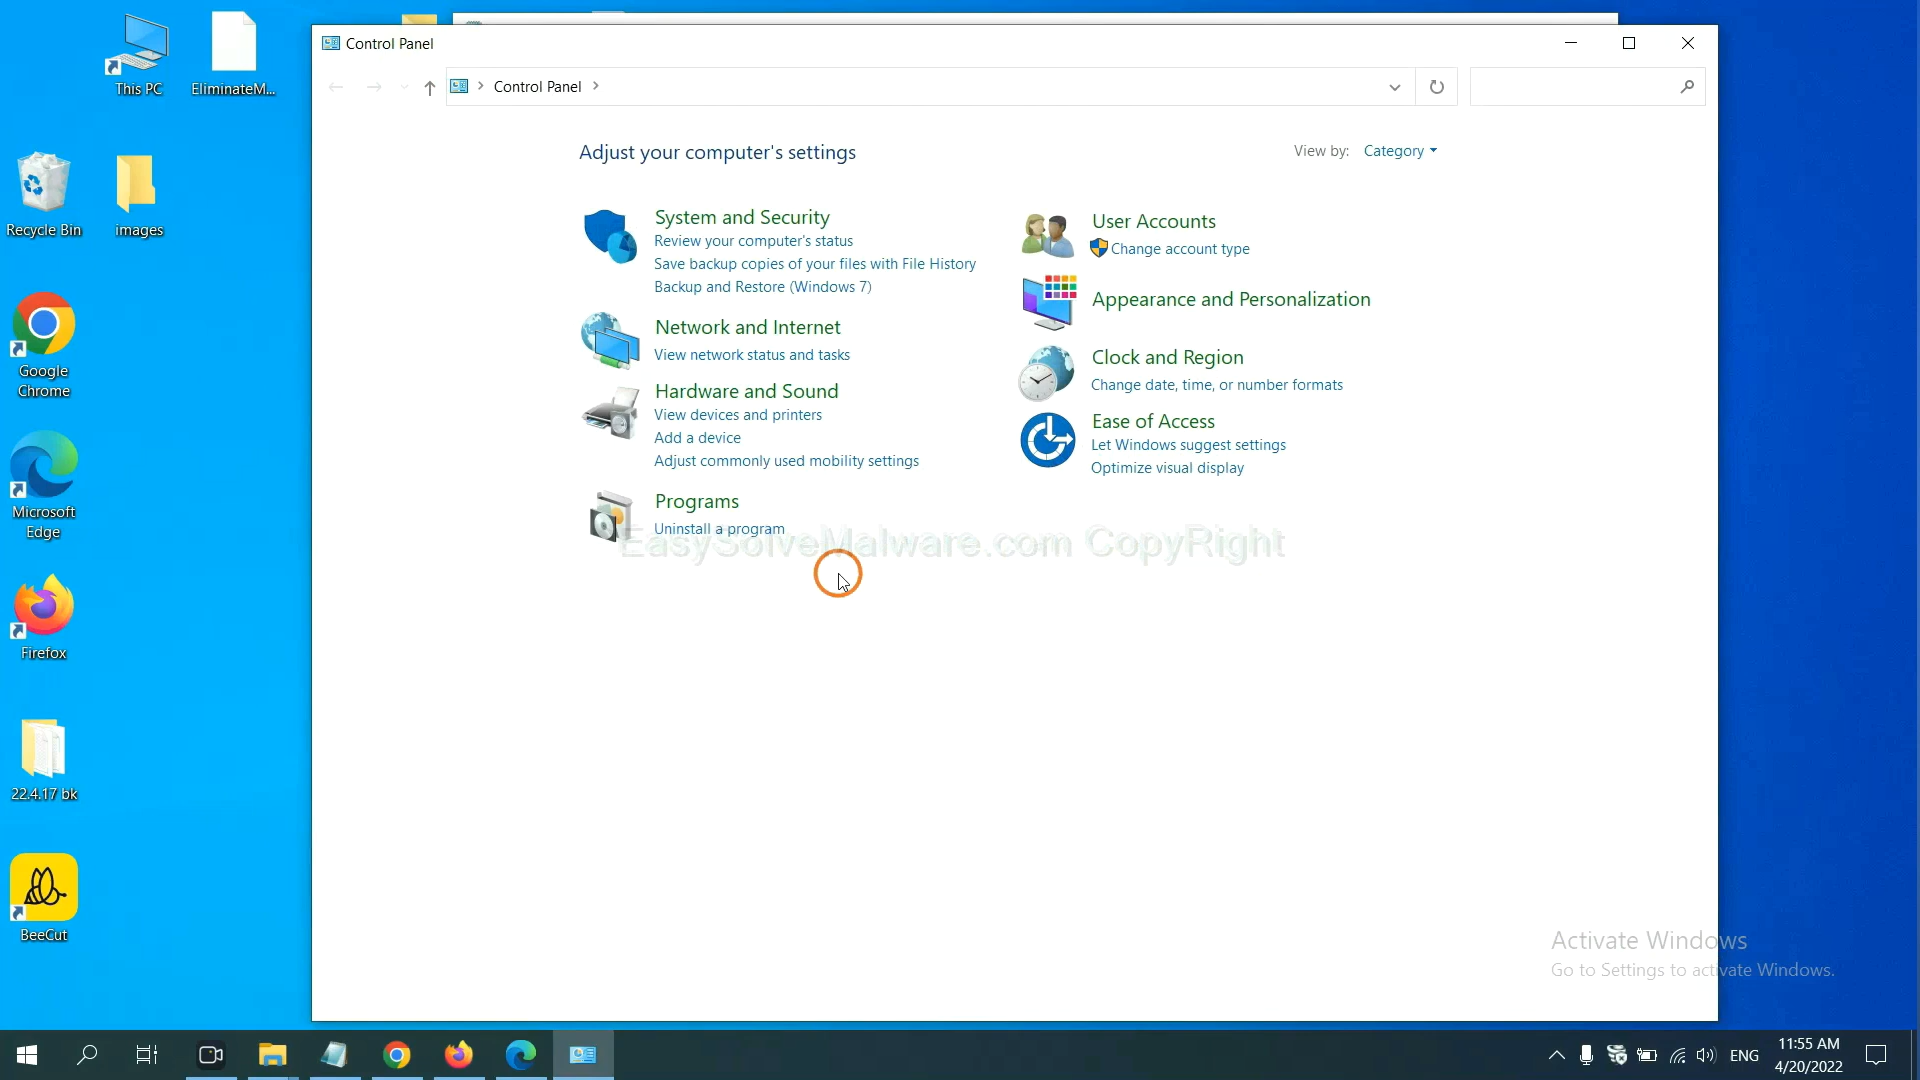 This PC
EliminateM...
Recycle Bin
images
Google
Chrome
Microsoft
Edge
Firefox
22.4.17 bk
BeeCut
Control Panel
Control Panel
Adjust your computer's settings
View by: Category
System and Security
Review your computer's status
Save backup copies of your files with File History
Backup and Restore (Windows 7)
Network and Internet
View network status and tasks
Hardware and Sound
View devices and printers
Add a device
Adjust commonly used mobility settings
Programs
Uninstall a program
User Accounts
Change account type
Appearance and Personalization
Clock and Region
Change date, time, or number formats
Ease of Access
Let Windows suggest settings
Optimize visual display
EasySolveMalware.com CopyRight
Activate Windows
Go to Settings to activate Windows.
ENG
11:55 AM
4/20/2022